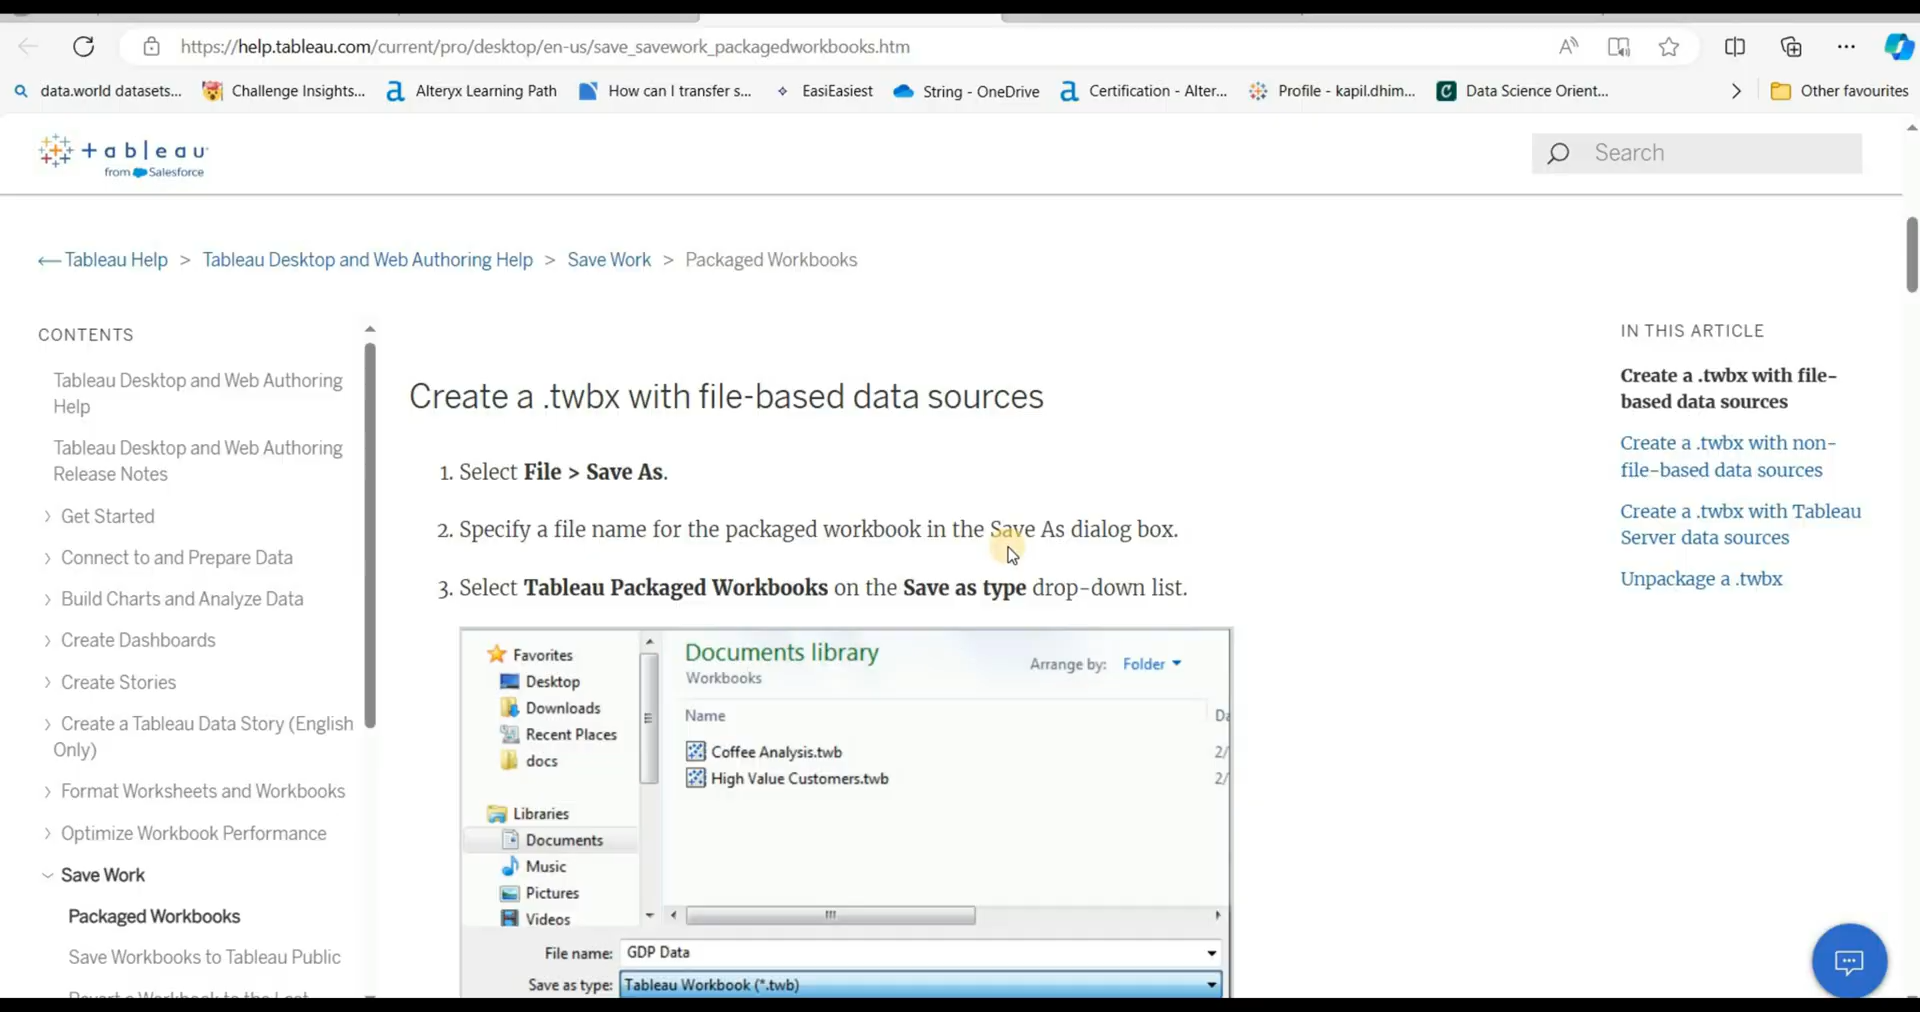 https://help.tableau.com/current/pro/desktop/en-us/save_savework_packagedworkbooks.htm
data.world datasets...
Challenge Insights...
Alteryx Learning Path
How can I transfer s...
EasiEasiest
String - OneDrive
Certification - Alter...
Profile - kapil.dhim...
Data Science Orient...
Other favourites
+ a b l e a u
from Salesforce
Search
Tableau Help > Tableau Desktop and Web Authoring Help > Save Work > Packaged Workbooks
CONTENTS
Tableau Desktop and Web Authoring
Help
Tableau Desktop and Web Authoring
Release Notes
Get Started
Connect to and Prepare Data
Build Charts and Analyze Data
Create Dashboards
Create Stories
Create a Tableau Data Story (English
Only)
Format Worksheets and Workbooks
Optimize Workbook Performance
Save Work
Packaged Workbooks
Save Workbooks to Tableau Public
Create a .twbx with file-based data sources
1. Select File > Save As.
2. Specify a file name for the packaged workbook in the Save As dialog box.
3. Select Tableau Packaged Workbooks on the Save as type drop-down list.
Favorites
Desktop
Downloads
Recent Places
docs
Libraries
Documents
Music
Pictures
Videos
Documents library
Workbooks
Arrange by: Folder
Name
Da
Coffee Analysis.twb
2/
High Value Customers.twb
2/
File name: GDP Data
Save as type: Tableau Workbook (*.twb)
IN THIS ARTICLE
Create a .twbx with file-
based data sources
Create a .twbx with non-
file-based data sources
Create a .twbx with Tableau
Server data sources
Unpackage a .twbx